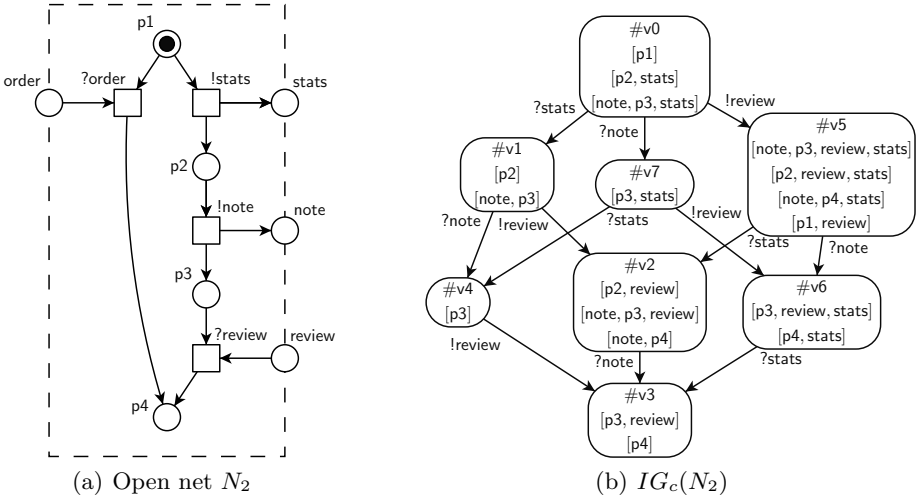 p1
order
?order
!stats
stats
p2
!note
note
p3
?review
review
p4
(a) Open net N2
#v0
[p1]
[p2, stats]
[note, p3, stats]
?stats
?note
!review
#v1
[p2]
[note, p3]
#v7
[p3, stats]
#v5
[note, p3, review, stats]
[p2, review, stats]
[note, p4, stats]
[p1, review]
?note
!review
?stats
!review
?stats
?note
#v4
[p3]
#v2
[p2, review]
[note, p3, review]
[note, p4]
#v6
[p3, review, stats]
[p4, stats]
!review
?note
?stats
#v3
[p3, review]
[p4]
(b) IGc(N2)